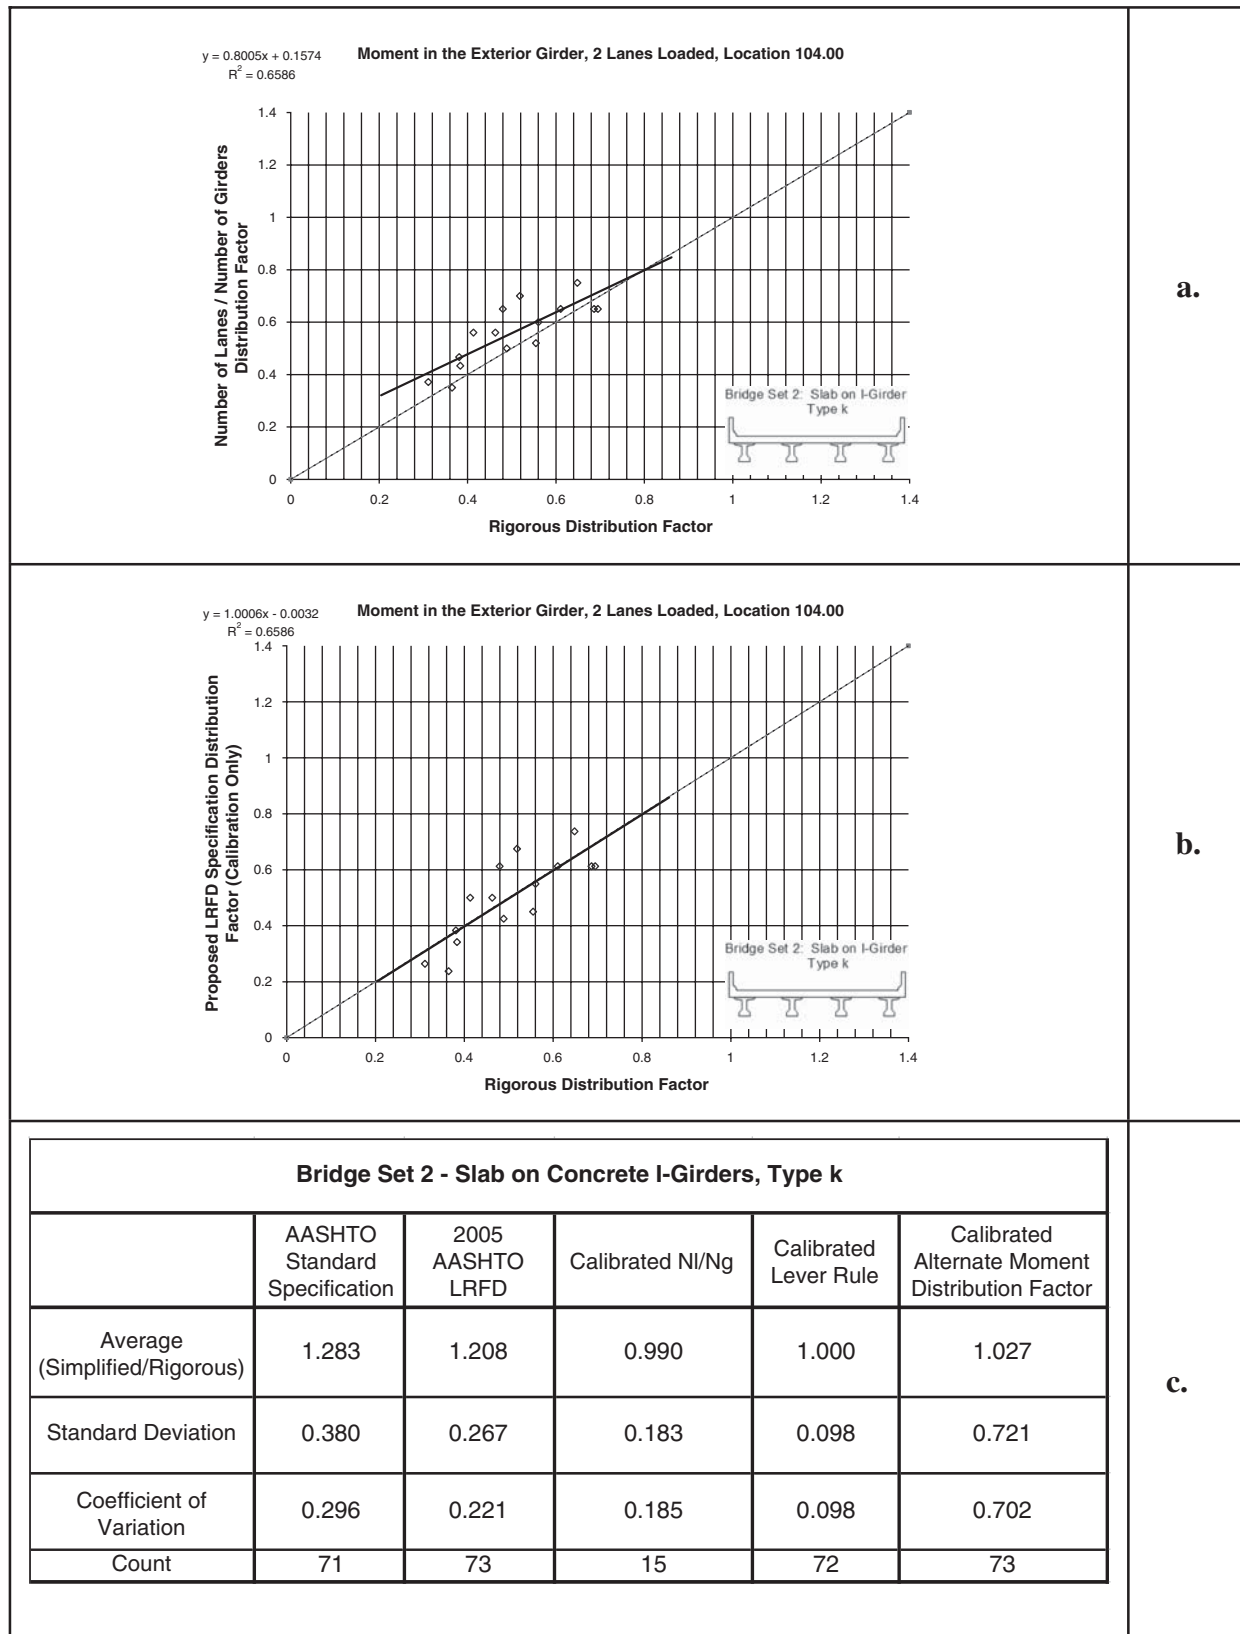 y = 0.8005x + 0.1574
R² = 0.6586
Moment in the Exterior Girder, 2 Lanes Loaded, Location 104.00
Number of Lanes / Number of Girders
Distribution Factor
1.4
1.2
1
0.8
0.6
0.4
0.2
0
0 0.2 0.4 0.6 0.8 1 1.2 1.4
Rigorous Distribution Factor
Bridge Set 2: Slab on I-Girder
Type k
a.
y = 1.0006x - 0.0032
R² = 0.6586
Moment in the Exterior Girder, 2 Lanes Loaded, Location 104.00
Proposed LRFD Specification Distribution
Factor (Calibration Only)
1.4
1.2
1
0.8
0.6
0.4
0.2
0
0 0.2 0.4 0.6 0.8 1 1.2 1.4
Rigorous Distribution Factor
Bridge Set 2: Slab on I-Girder
Type k
b.
Bridge Set 2 - Slab on Concrete I-Girders, Type k
AASHTO
Standard
Specification
2005
AASHTO
LRFD
Calibrated Nl/Ng
Calibrated
Lever Rule
Calibrated
Alternate Moment
Distribution Factor
Average
(Simplified/Rigorous)
1.283 1.208 0.990 1.000 1.027
Standard Deviation 0.380 0.267 0.183 0.098 0.721
Coefficient of
Variation
0.296 0.221 0.185 0.098 0.702
Count 71 73 15 72 73
c.